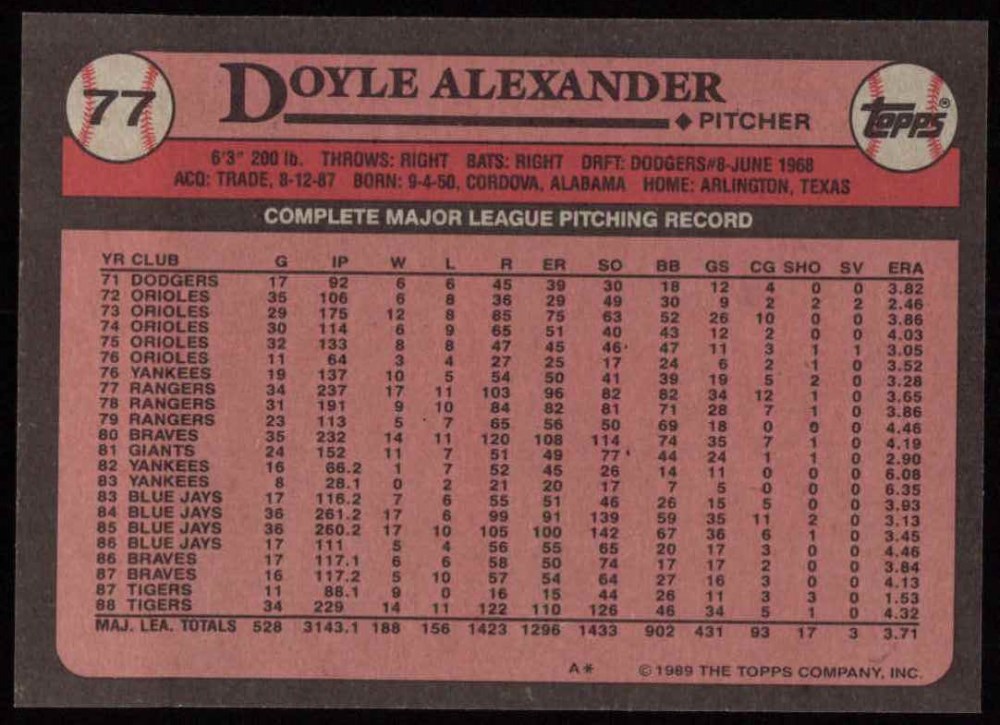 77
DOYLE ALEXANDER
◆ PITCHER
TOPPS®
6'3" 200 lb. THROWS: RIGHT BATS: RIGHT DRFT: DODGERS#8-JUNE 1968
ACQ: TRADE, 8-12-87 BORN: 9-4-50, CORDOVA, ALABAMA HOME: ARLINGTON, TEXAS
COMPLETE MAJOR LEAGUE PITCHING RECORD
YR CLUB G IP W L R ER SO BB GS CG SHO SV ERA
71 DODGERS 17 92 6 6 45 39 30 18 12 4 0 0 3.82
72 ORIOLES 35 106 6 8 36 29 49 30 9 2 2 2 2.46
73 ORIOLES 29 175 12 8 85 75 63 52 26 10 0 0 3.86
74 ORIOLES 30 114 6 9 65 51 40 43 12 2 0 0 4.03
75 ORIOLES 32 133 8 8 47 45 46 47 11 3 1 1 3.05
76 ORIOLES 11 64 3 4 27 25 17 24 6 2 1 0 3.52
76 YANKEES 19 137 10 5 54 50 41 39 19 5 2 0 3.28
77 RANGERS 34 237 17 11 103 96 82 82 34 12 1 0 3.65
78 RANGERS 31 191 9 10 84 82 81 71 28 7 1 0 3.86
79 RANGERS 23 113 5 7 65 56 50 69 18 0 0 0 4.46
80 BRAVES 35 232 14 11 120 108 114 74 35 7 1 0 4.19
81 GIANTS 24 152 11 7 51 49 77 44 24 1 1 0 2.90
82 YANKEES 16 66.2 1 7 52 45 26 14 11 0 0 0 6.08
83 YANKEES 8 28.1 0 2 21 20 17 7 5 0 0 0 6.35
83 BLUE JAYS 17 116.2 7 6 55 51 46 26 15 5 0 0 3.93
84 BLUE JAYS 36 261.2 17 6 99 91 139 59 35 11 2 0 3.13
85 BLUE JAYS 36 260.2 17 10 105 100 142 67 36 6 1 0 3.45
86 BLUE JAYS 17 111 5 4 56 55 65 20 17 3 0 0 4.46
86 BRAVES 17 117.1 6 6 58 50 74 17 17 2 0 0 3.84
87 BRAVES 16 117.2 5 10 57 54 64 27 16 3 0 0 4.13
87 TIGERS 11 88.1 9 0 16 15 44 26 11 3 3 0 1.53
88 TIGERS 34 229 14 11 122 110 126 46 34 5 1 0 4.32
MAJ. LEA. TOTALS 528 3143.1 188 156 1423 1296 1433 902 431 93 17 3 3.71
A* © 1989 THE TOPPS COMPANY, INC.